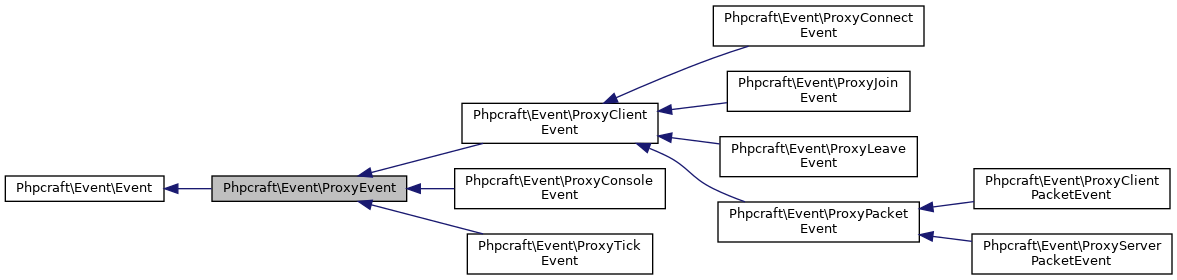 Phpcraft\Event\ProxyConnect
Event
Phpcraft\Event\ProxyJoin
Event
Phpcraft\Event\ProxyClient
Event
Phpcraft\Event\ProxyLeave
Event
Phpcraft\Event\Event
Phpcraft\Event\ProxyEvent
Phpcraft\Event\ProxyConsole
Event
Phpcraft\Event\ProxyClient
PacketEvent
Phpcraft\Event\ProxyPacket
Event
Phpcraft\Event\ProxyTick
Event
Phpcraft\Event\ProxyServer
PacketEvent